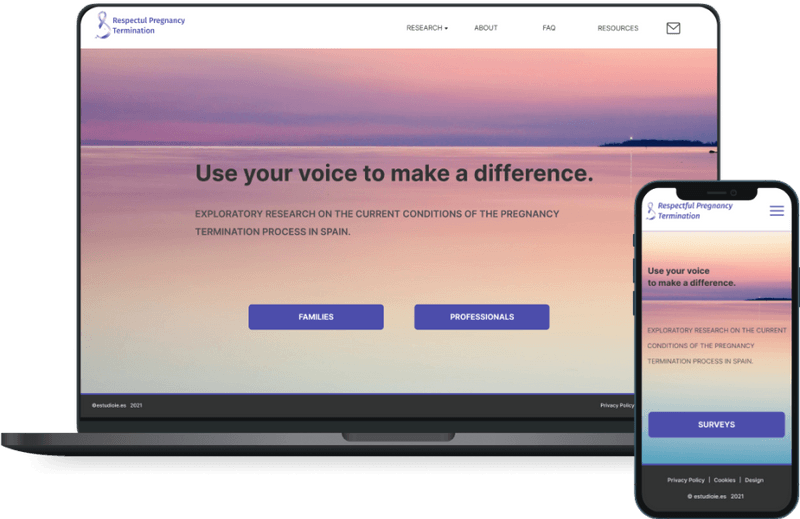 Respectul Pregnancy
Termination
RESEARCH
ABOUT
FAQ
RESOURCES
Use your voice to make a difference.
EXPLORATORY RESEARCH ON THE CURRENT CONDITIONS OF THE PREGNANCY
TERMINATION PROCESS IN SPAIN.
FAMILIES
PROFESSIONALS
©estudioie.es 2021
Privacy Policy
Respectful Pregnancy
Termination
Use your voice
to make a difference.
EXPLORATORY RESEARCH ON THE CURRENT
CONDITIONS OF THE PREGNANCY
TERMINATION PROCESS IN SPAIN.
SURVEYS
Privacy Policy | Cookies | Design
© estudioie.es 2021